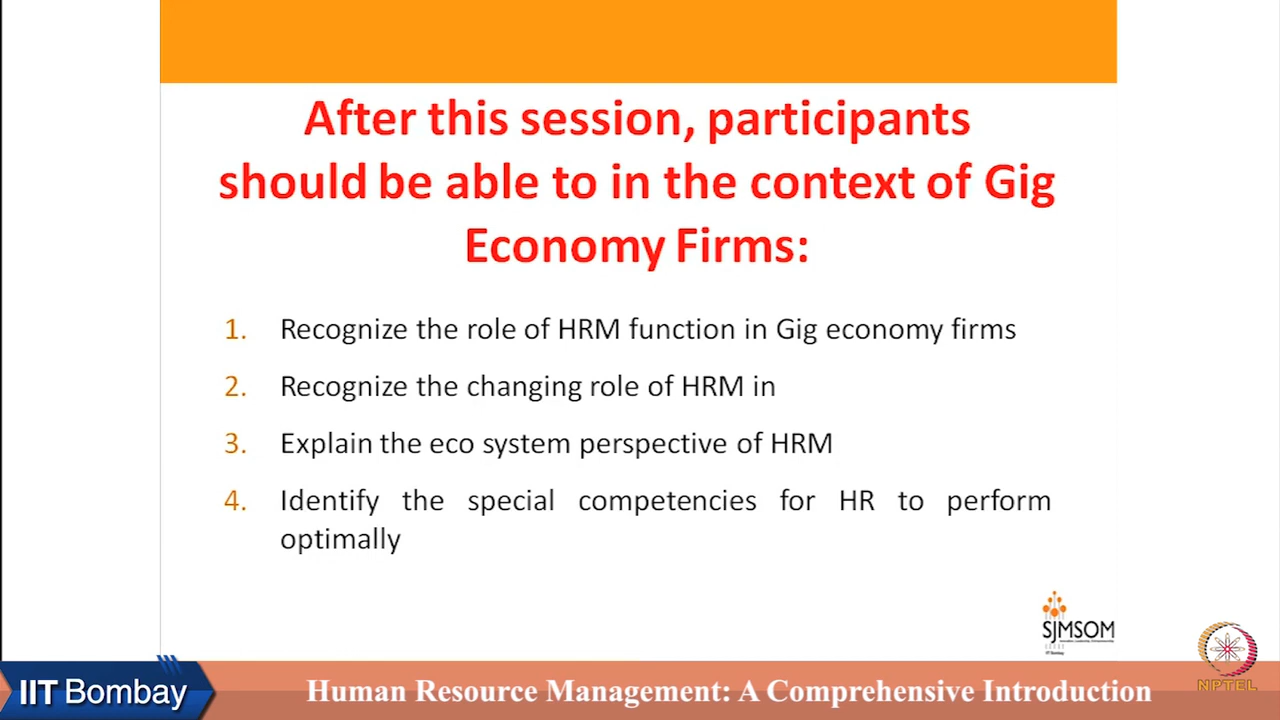 After this session, participants
should be able to in the context of Gig
Economy Firms:
1. Recognize the role of HRM function in Gig economy firms
2. Recognize the changing role of HRM in
3. Explain the eco system perspective of HRM
4. Identify the special competencies for HR to perform
optimally
SJMSOM
IIT Bombay
IIT Bombay
Human Resource Management: A Comprehensive Introduction
NPTEL